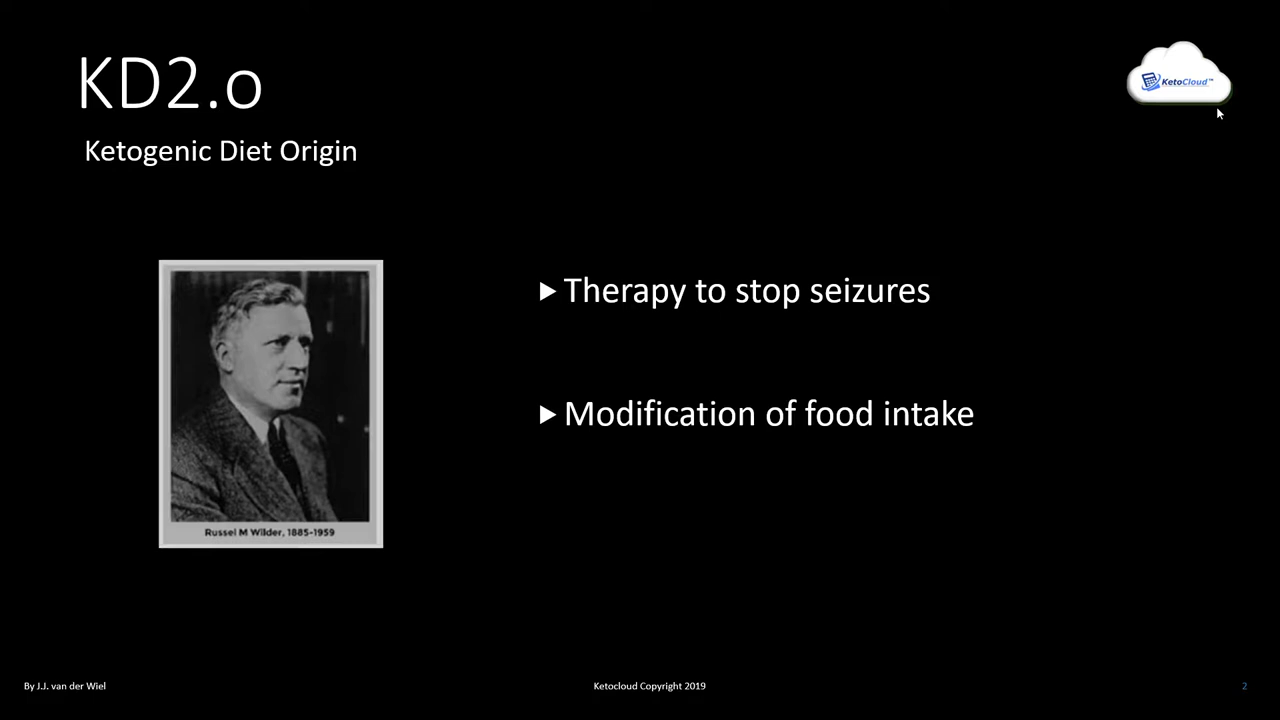 KD2.o
KetoCloud™
Ketogenic Diet Origin
▶Therapy to stop seizures
▶Modification of food intake
Russel M Wilder, 1885-1959
By J.J. van der Wiel
Ketocloud Copyright 2019
2